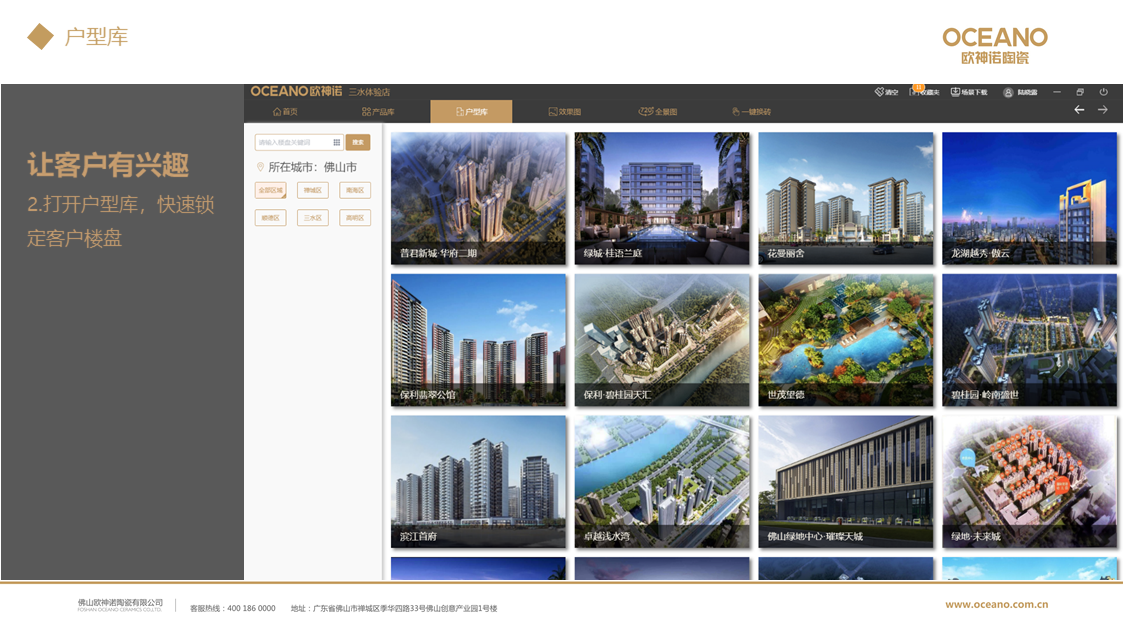 户型库
OCEANO
欧神诺陶瓷
OCEANO欧神诺 三水体验店
清空 11 收藏夹 场景下载 陆晓璐
首页 产品库 户型库 效果图 720° 全景图 一键换砖
让客户有兴趣
2.打开户型库，快速锁
定客户楼盘
请输入楼盘关键词 搜索
所在城市：佛山市
全部区域 禅城区 南海区
顺德区 三水区 高明区
昔君新城·华府二期 绿城·桂语兰庭 花曼丽舍 龙湖越秀·傲云
保利翡翠公馆 保利·碧桂园天汇 世茂望德 碧桂园·岭南盛世
滨江首府 卓越浅水湾 佛山绿地中心·璀璨天城 绿地·未来城
佛山欧神诺陶瓷有限公司
FOSHAN OCEANO CERAMICS CO.,LTD.
客服热线：400 186 0000 地址：广东省佛山市禅城区季华四路33号佛山创意产业园1号楼
www.oceano.com.cn